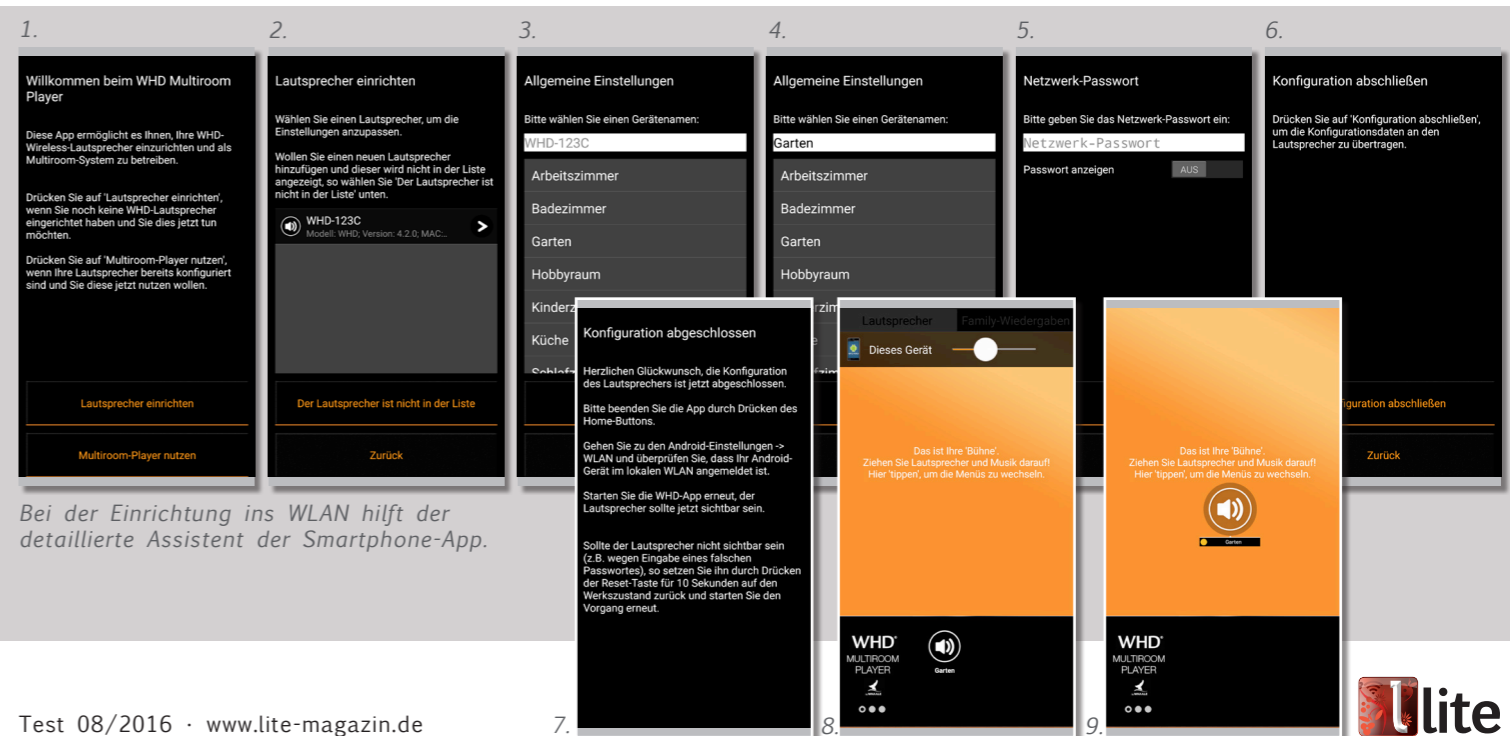 1.
Willkommen beim WHD Multiroom
Player
Diese App ermöglicht es Ihnen, Ihre WHD-
Wireless-Lautsprecher einzurichten und als
Multiroom-System zu betreiben.
Drücken Sie auf 'Lautsprecher einrichten',
wenn Sie noch keine WHD-Lautsprecher
eingerichtet haben und Sie dies jetzt tun
möchten.
Drücken Sie auf 'Multiroom-Player nutzen',
wenn Ihre Lautsprecher bereits konfiguriert
sind und Sie diese jetzt nutzen wollen.
Lautsprecher einrichten
Multiroom-Player nutzen
2.
Lautsprecher einrichten
Wählen Sie einen Lautsprecher, um die
Einstellungen anzupassen.
Wollen Sie einen neuen Lautsprecher
hinzufügen und dieser wird nicht in der Liste
angezeigt, so wählen Sie 'Der Lautsprecher ist
nicht in der Liste' unten.
WHD-123C
Modell: WHD; Version: 4.2.0; MAC:..
Der Lautsprecher ist nicht in der Liste
Zurück
3.
Allgemeine Einstellungen
Bitte wählen Sie einen Gerätenamen:
WHD-123C
Arbeitszimmer
Badezimmer
Garten
Hobbyraum
Kinderz
Küche
Schlafz
4.
Allgemeine Einstellungen
Bitte wählen Sie einen Gerätenamen:
Garten
Arbeitszimmer
Badezimmer
Garten
Hobbyraum
rzim
e
fzim
5.
Netzwerk-Passwort
Bitte geben Sie das Netzwerk-Passwort ein:
Netzwerk-Passwort
Passwort anzeigen AUS
6.
Konfiguration abschließen
Drücken Sie auf 'Konfiguration abschließen',
um die Konfigurationsdaten an den
Lautsprecher zu übertragen.
iguration abschließen
Zurück
Bei der Einrichtung ins WLAN hilft der
detaillierte Assistent der Smartphone-App.
7.
Konfiguration abgeschlossen
Herzlichen Glückwunsch, die Konfiguration
des Lautsprechers ist jetzt abgeschlossen.
Bitte beenden Sie die App durch Drücken des
Home-Buttons.
Gehen Sie zu den Android-Einstellungen ->
WLAN und überprüfen Sie, dass Ihr Android-
Gerät im lokalen WLAN angemeldet ist.
Starten Sie die WHD-App erneut, der
Lautsprecher sollte jetzt sichtbar sein.
Sollte der Lautsprecher nicht sichtbar sein
(z.B. wegen Eingabe eines falschen
Passwortes), so setzen Sie ihn durch Drücken
der Reset-Taste für 10 Sekunden auf den
Werkszustand zurück und starten Sie den
Vorgang erneut.
8.
Lautsprecher Family-Wiedergaben
Dieses Gerät
Das ist Ihre 'Bühne'.
Ziehen Sie Lautsprecher und Musik darauf!
Hier 'tippen', um die Menüs zu wechseln.
WHD
MULTIROOM
PLAYER
Garten
9.
Das ist Ihre 'Bühne'.
Ziehen Sie Lautsprecher und Musik darauf!
Hier 'tippen', um die Menüs zu wechseln.
Garten
WHD
MULTIROOM
PLAYER
Test 08/2016 · www.lite-magazin.de
lite